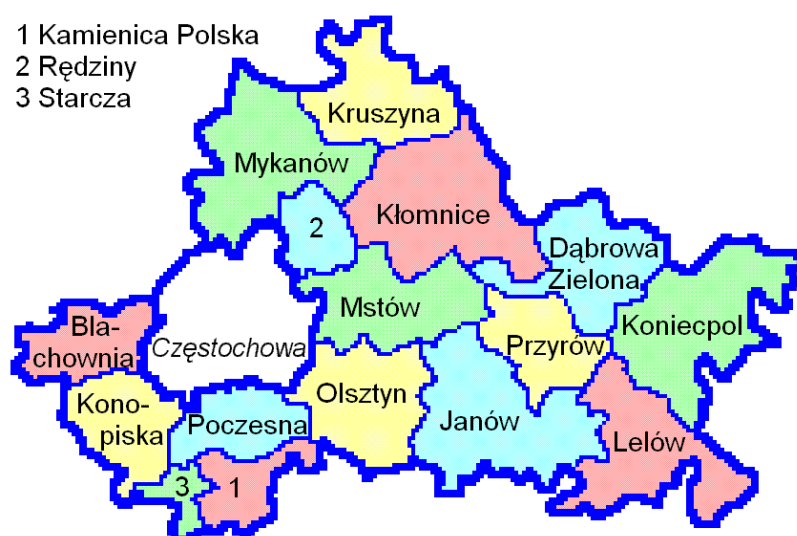 1 Kamienica Polska
2 Rędziny
3 Starcza
Kruszyna
Mykanów
Kłomnice
2
Dąbrowa
Zielona
Mstów
Koniecpol
Bla-
chownia
Częstochowa
Przyrów
Olsztyn
Kono-
piska
Poczesna
Janów
Lelów
3
1